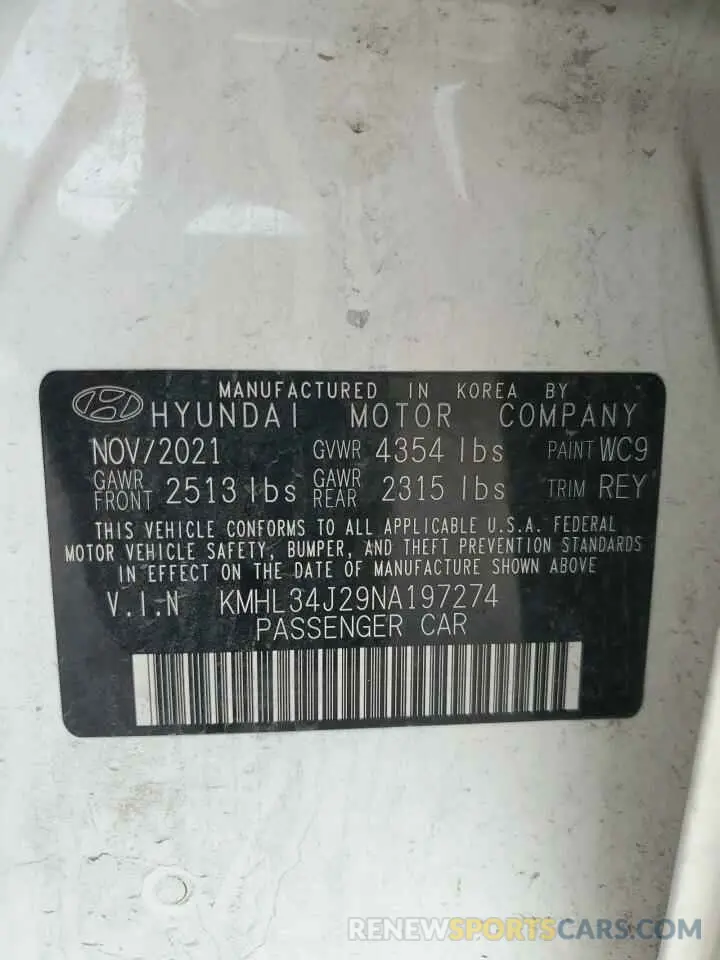 MANUFACTURED IN KOREA BY
HYUNDAI MOTOR COMPANY
NOV/2021 GVWR 4354 lbs PAINT WC9
GAWR FRONT 2513 lbs GAWR REAR 2315 lbs TRIM REY
THIS VEHICLE CONFORMS TO ALL APPLICABLE U.S.A. FEDERAL
MOTOR VEHICLE SAFETY, BUMPER, AND THEFT PREVENTION STANDARDS
IN EFFECT ON THE DATE OF MANUFACTURE SHOWN ABOVE
V.I.N KMHL34J29NA197274
PASSENGER CAR
RENEWSPORTSCARS.COM